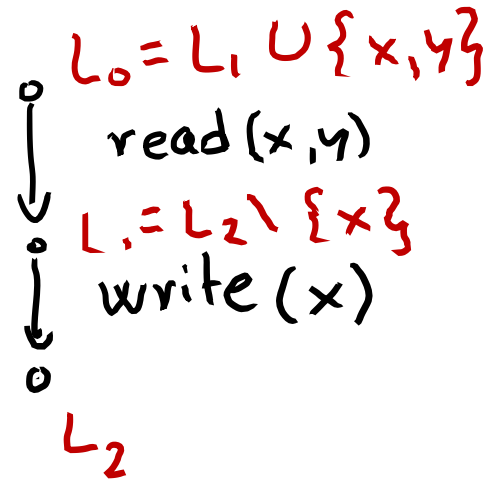 L₀ = L₁ ∪ {x,y}
read(x,y)
L₁ = L₂ \ {x}
write(x)
L₂